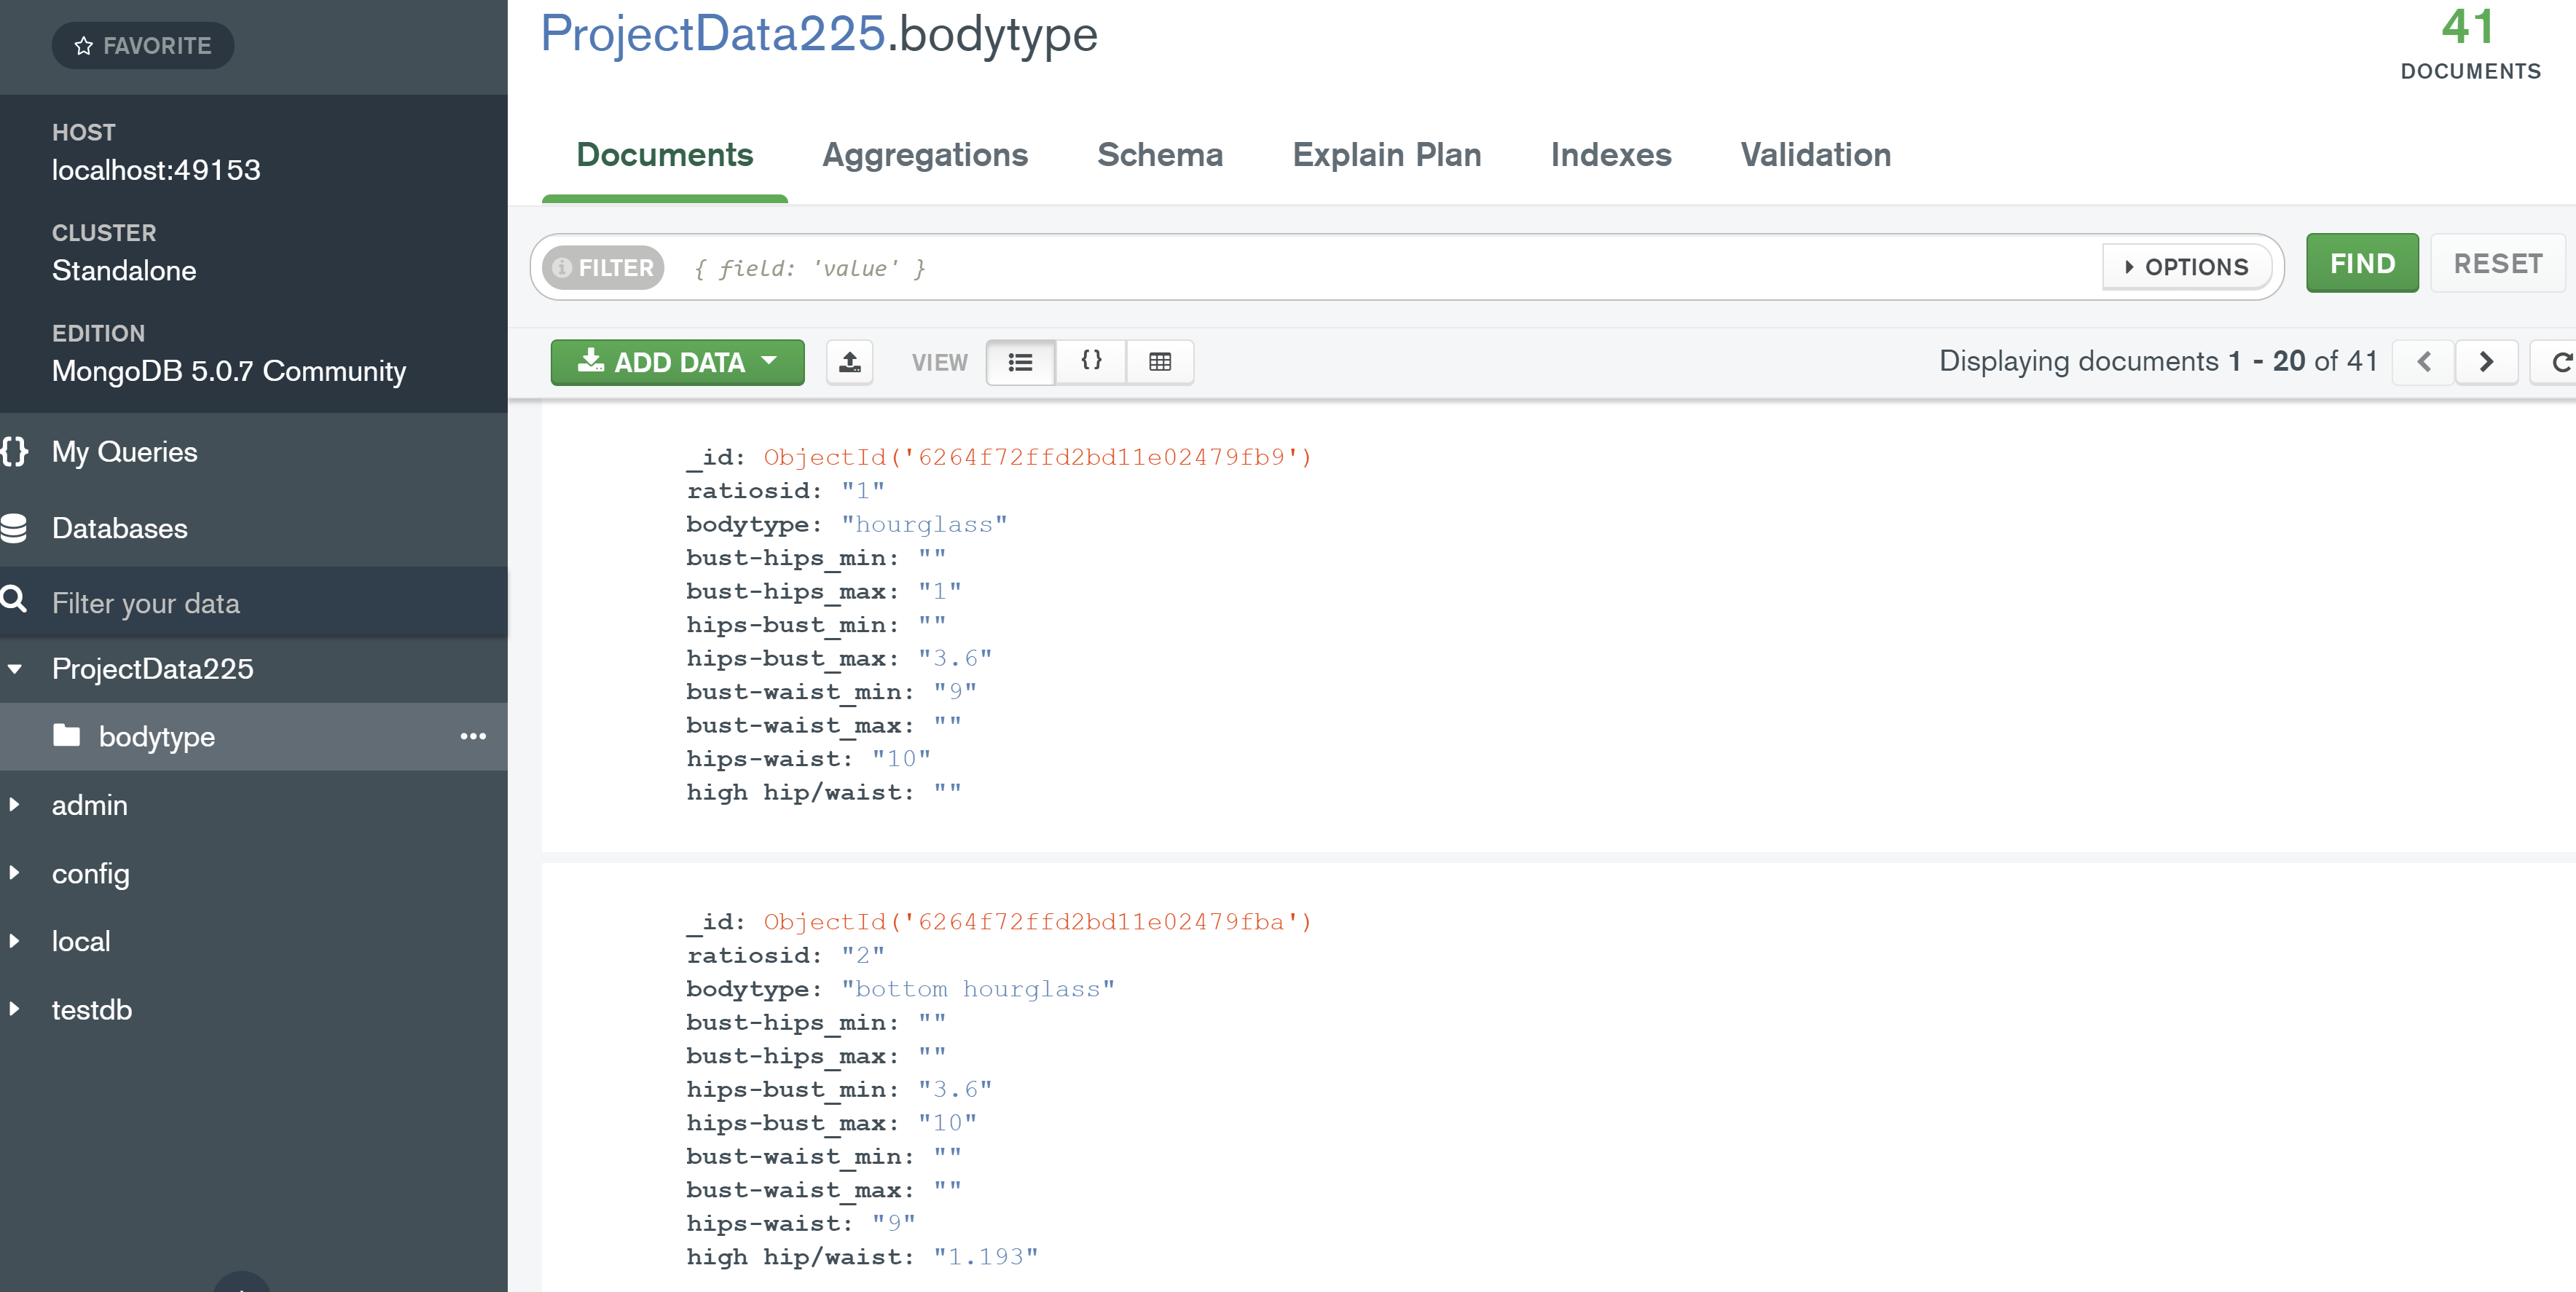 FAVORITE
HOST
localhost:49153
CLUSTER
Standalone
EDITION
MongoDB 5.0.7 Community
{} My Queries
Databases
Filter your data
ProjectData225
bodytype •••
admin
config
local
testdb
ProjectData225.bodytype
41
DOCUMENTS
Documents Aggregations Schema Explain Plan Indexes Validation
FILTER { field: 'value' } OPTIONS FIND RESET
ADD DATA VIEW {} Displaying documents 1 - 20 of 41
_id: ObjectId('6264f72ffd2bd11e02479fb9')
ratiosid: "1"
bodytype: "hourglass"
bust-hips_min: ""
bust-hips_max: "1"
hips-bust_min: ""
hips-bust_max: "3.6"
bust-waist_min: "9"
bust-waist_max: ""
hips-waist: "10"
high hip/waist: ""
_id: ObjectId('6264f72ffd2bd11e02479fba')
ratiosid: "2"
bodytype: "bottom hourglass"
bust-hips_min: ""
bust-hips_max: ""
hips-bust_min: "3.6"
hips-bust_max: "10"
bust-waist_min: ""
bust-waist_max: ""
hips-waist: "9"
high hip/waist: "1.193"